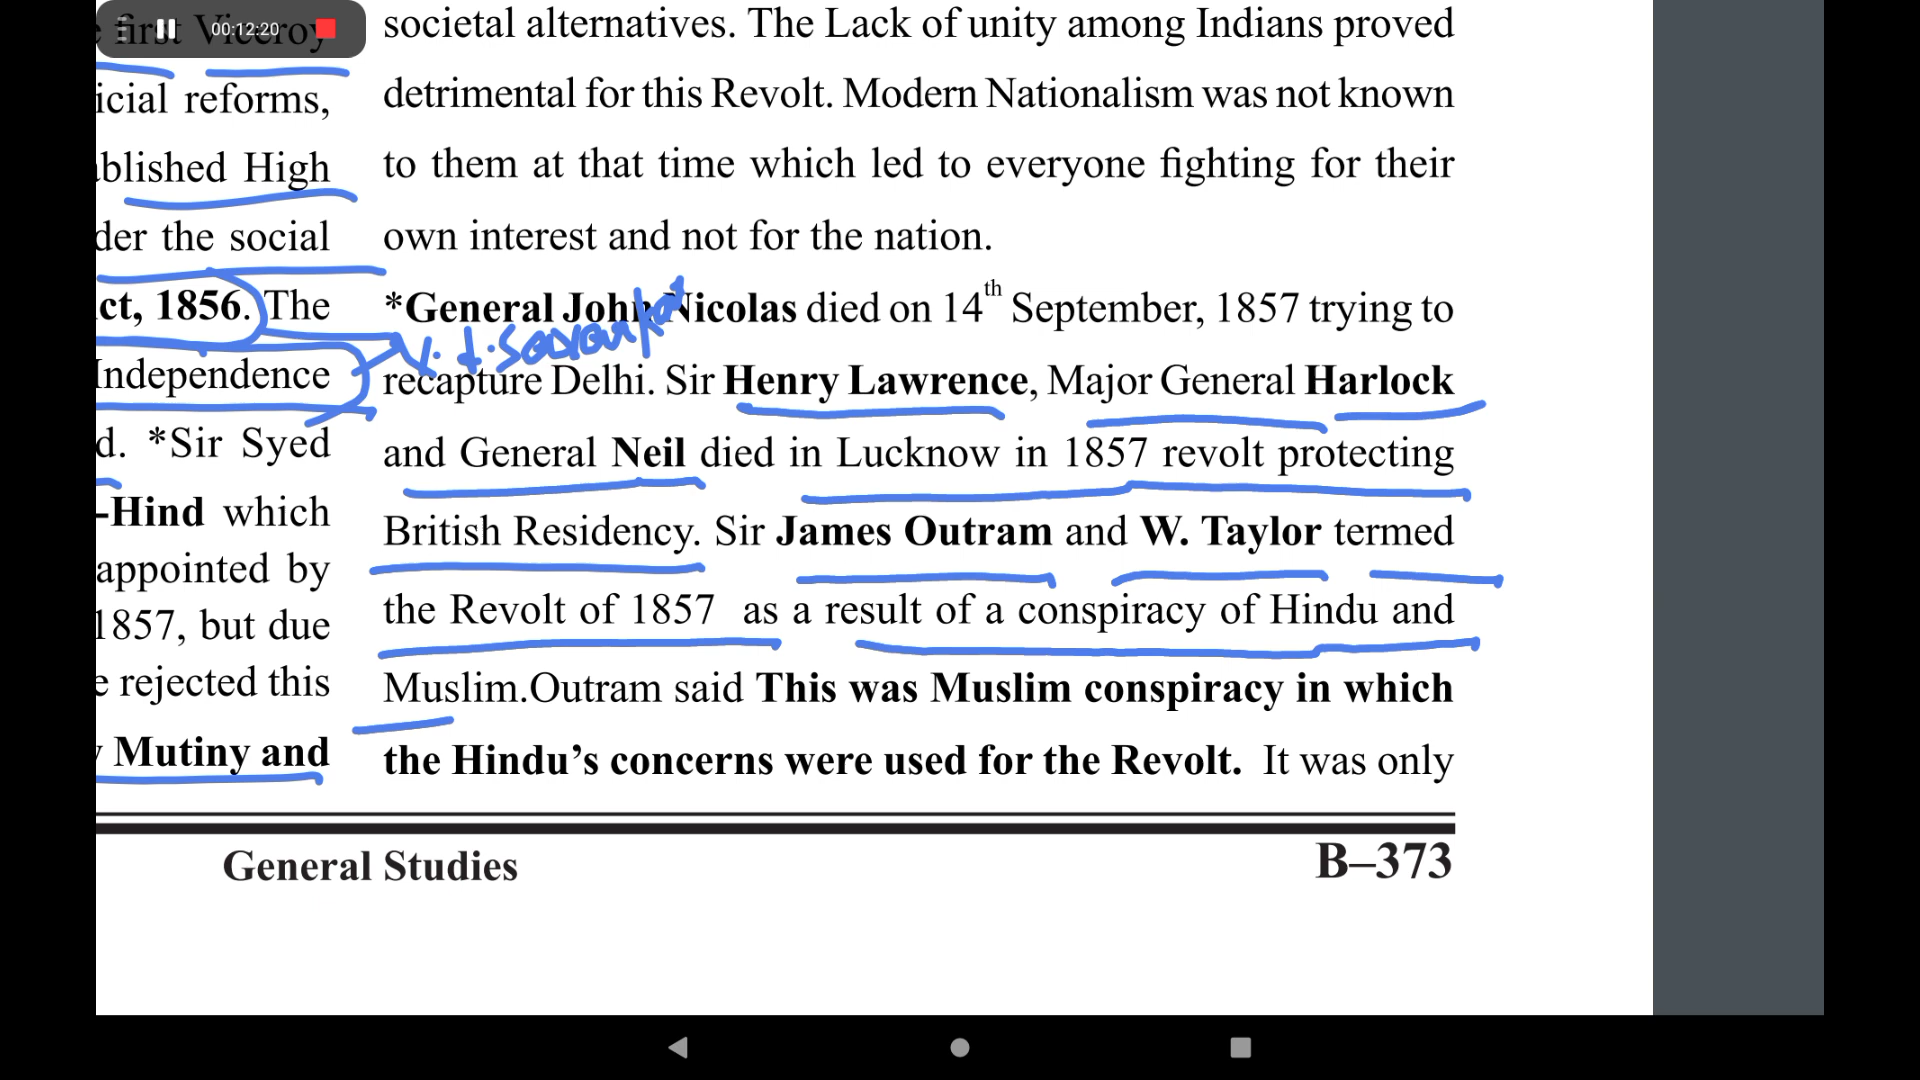 00:12:20
e first Viceroy
icial reforms,
ablished High
der the social
ct, 1856. The
Independence
d. *Sir Syed
-Hind which
appointed by
1857, but due
e rejected this
y Mutiny and
societal alternatives. The Lack of unity among Indians proved
detrimental for this Revolt. Modern Nationalism was not known
to them at that time which led to everyone fighting for their
own interest and not for the nation.
*General John Nicolas died on 14th September, 1857 trying to
V. D. Savarkar
recapture Delhi. Sir Henry Lawrence, Major General Harlock
and General Neil died in Lucknow in 1857 revolt protecting
British Residency. Sir James Outram and W. Taylor termed
the Revolt of 1857 as a result of a conspiracy of Hindu and
Muslim.Outram said This was Muslim conspiracy in which
the Hindu’s concerns were used for the Revolt. It was only
General Studies
B–373